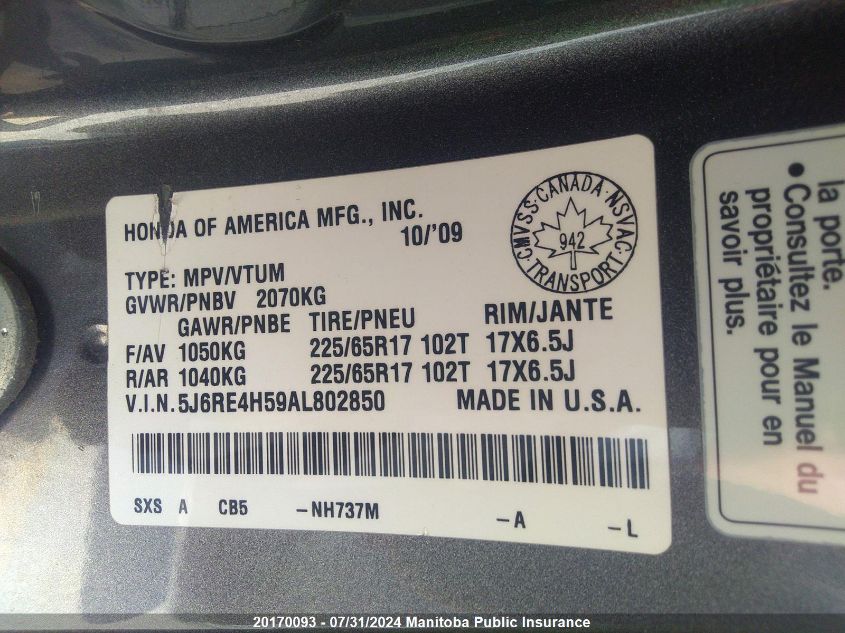 HONDA OF AMERICA MFG., INC.
10/'09
CMVSS · CANADA · NSVAC
942
TRANSPORT
TYPE: MPV/VTUM
GVWR/PNBV 2070KG
GAWR/PNBE TIRE/PNEU RIM/JANTE
F/AV 1050KG 225/65R17 102T 17X6.5J
R/AR 1040KG 225/65R17 102T 17X6.5J
V.I.N.5J6RE4H59AL802850 MADE IN U.S.A.
SXS A CB5 -NH737M -A -L
la porte.
• Consultez le Manuel du
propriétaire pour en
savoir plus.
20170093 - 07/31/2024 Manitoba Public Insurance